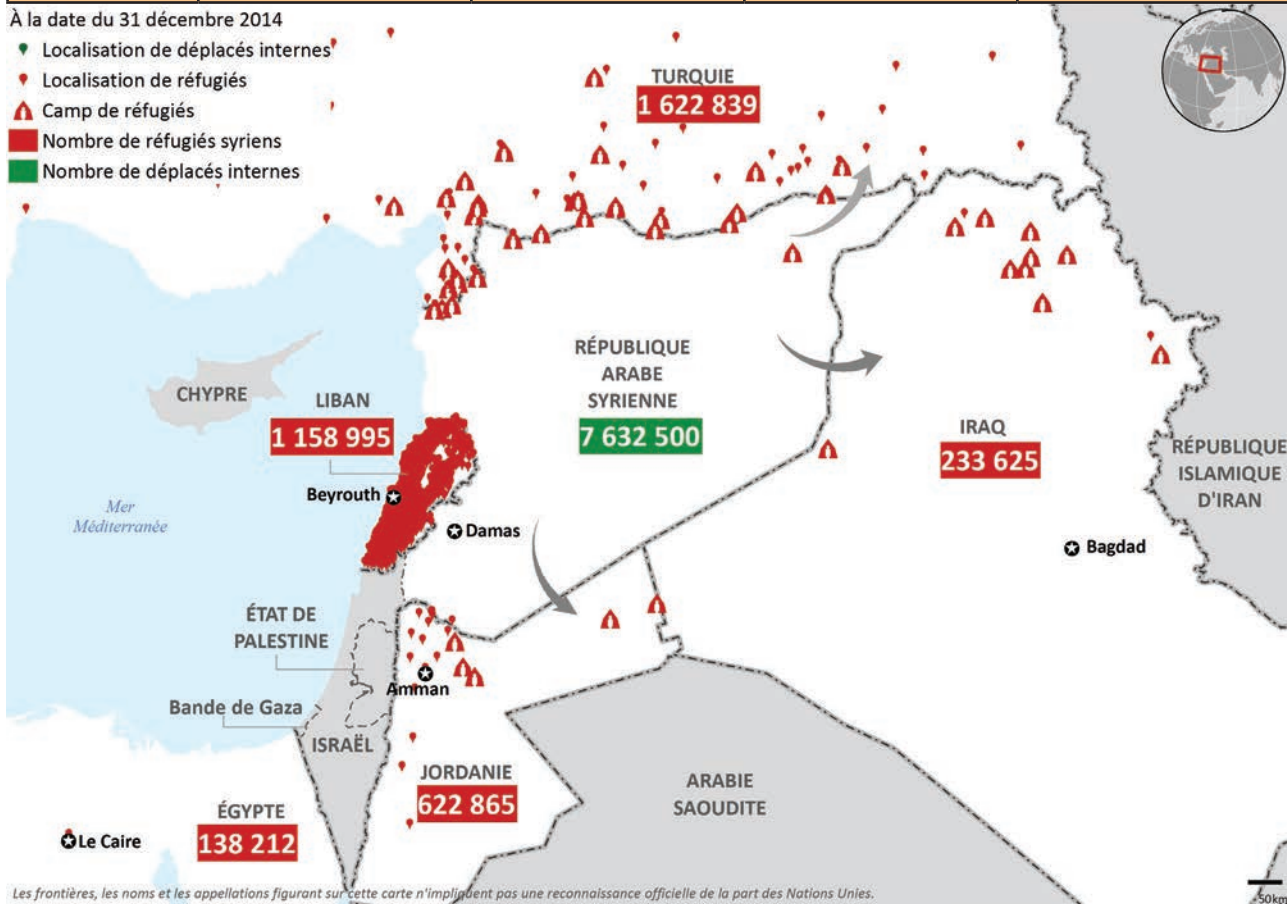 À la date du 31 décembre 2014
Localisation de déplacés internes
Localisation de réfugiés
Camp de réfugiés
Nombre de réfugiés syriens
Nombre de déplacés internes
TURQUIE
1 622 839
CHYPRE
LIBAN
1 158 995
Beyrouth
RÉPUBLIQUE
ARABE
SYRIENNE
7 632 500
IRAQ
233 625
RÉPUBLIQUE
ISLAMIQUE
D'IRAN
Mer
Méditerranée
Damas
Bagdad
ÉTAT DE
PALESTINE
Amman
Bande de Gaza
ISRAËL
JORDANIE
622 865
ARABIE
SAOUDITE
ÉGYPTE
138 212
Le Caire
Les frontières, les noms et les appellations figurant sur cette carte n'impliquent pas une reconnaissance officielle de la part des Nations Unies.
50km